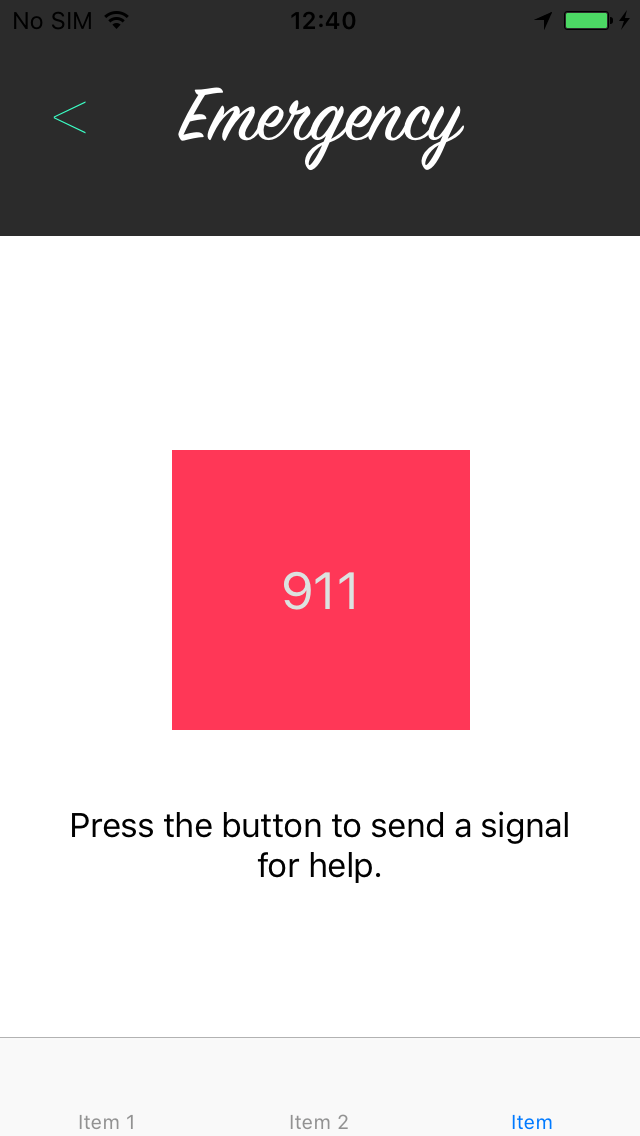 No SIM 12:40
<
Emergency
911
Press the button to send a signal
for help.
Item 1 Item 2 Item